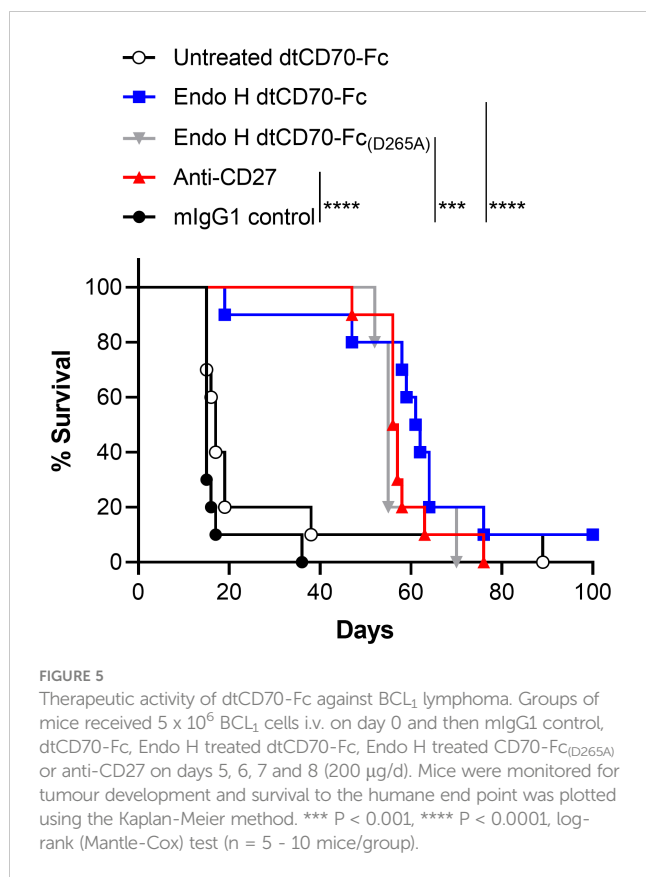 Untreated dtCD70-Fc
Endo H dtCD70-Fc
Endo H dtCD70-Fc(D265A)
Anti-CD27
mIgG1 control
****
***
****
100
80
60
40
20
0
% Survival
0
20
40
60
80
100
Days
FIGURE 5
Therapeutic activity of dtCD70-Fc against BCL1 lymphoma. Groups of
mice received 5 x 10⁶ BCL1 cells i.v. on day 0 and then mIgG1 control,
dtCD70-Fc, Endo H treated dtCD70-Fc, Endo H treated CD70-Fc(D265A)
or anti-CD27 on days 5, 6, 7 and 8 (200 µg/d). Mice were monitored for
tumour development and survival to the humane end point was plotted
using the Kaplan-Meier method. *** P < 0.001, **** P < 0.0001, log-
rank (Mantle-Cox) test (n = 5 - 10 mice/group).